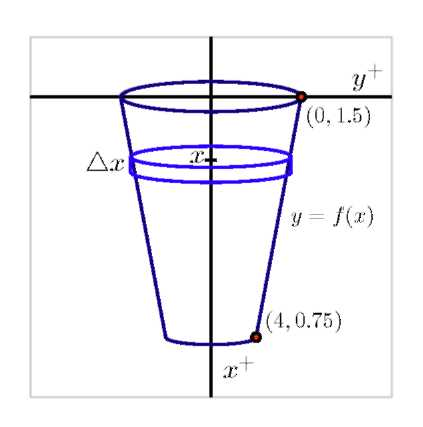 y⁺
(0, 1.5)
△x
x
y = f(x)
(4, 0.75)
x⁺